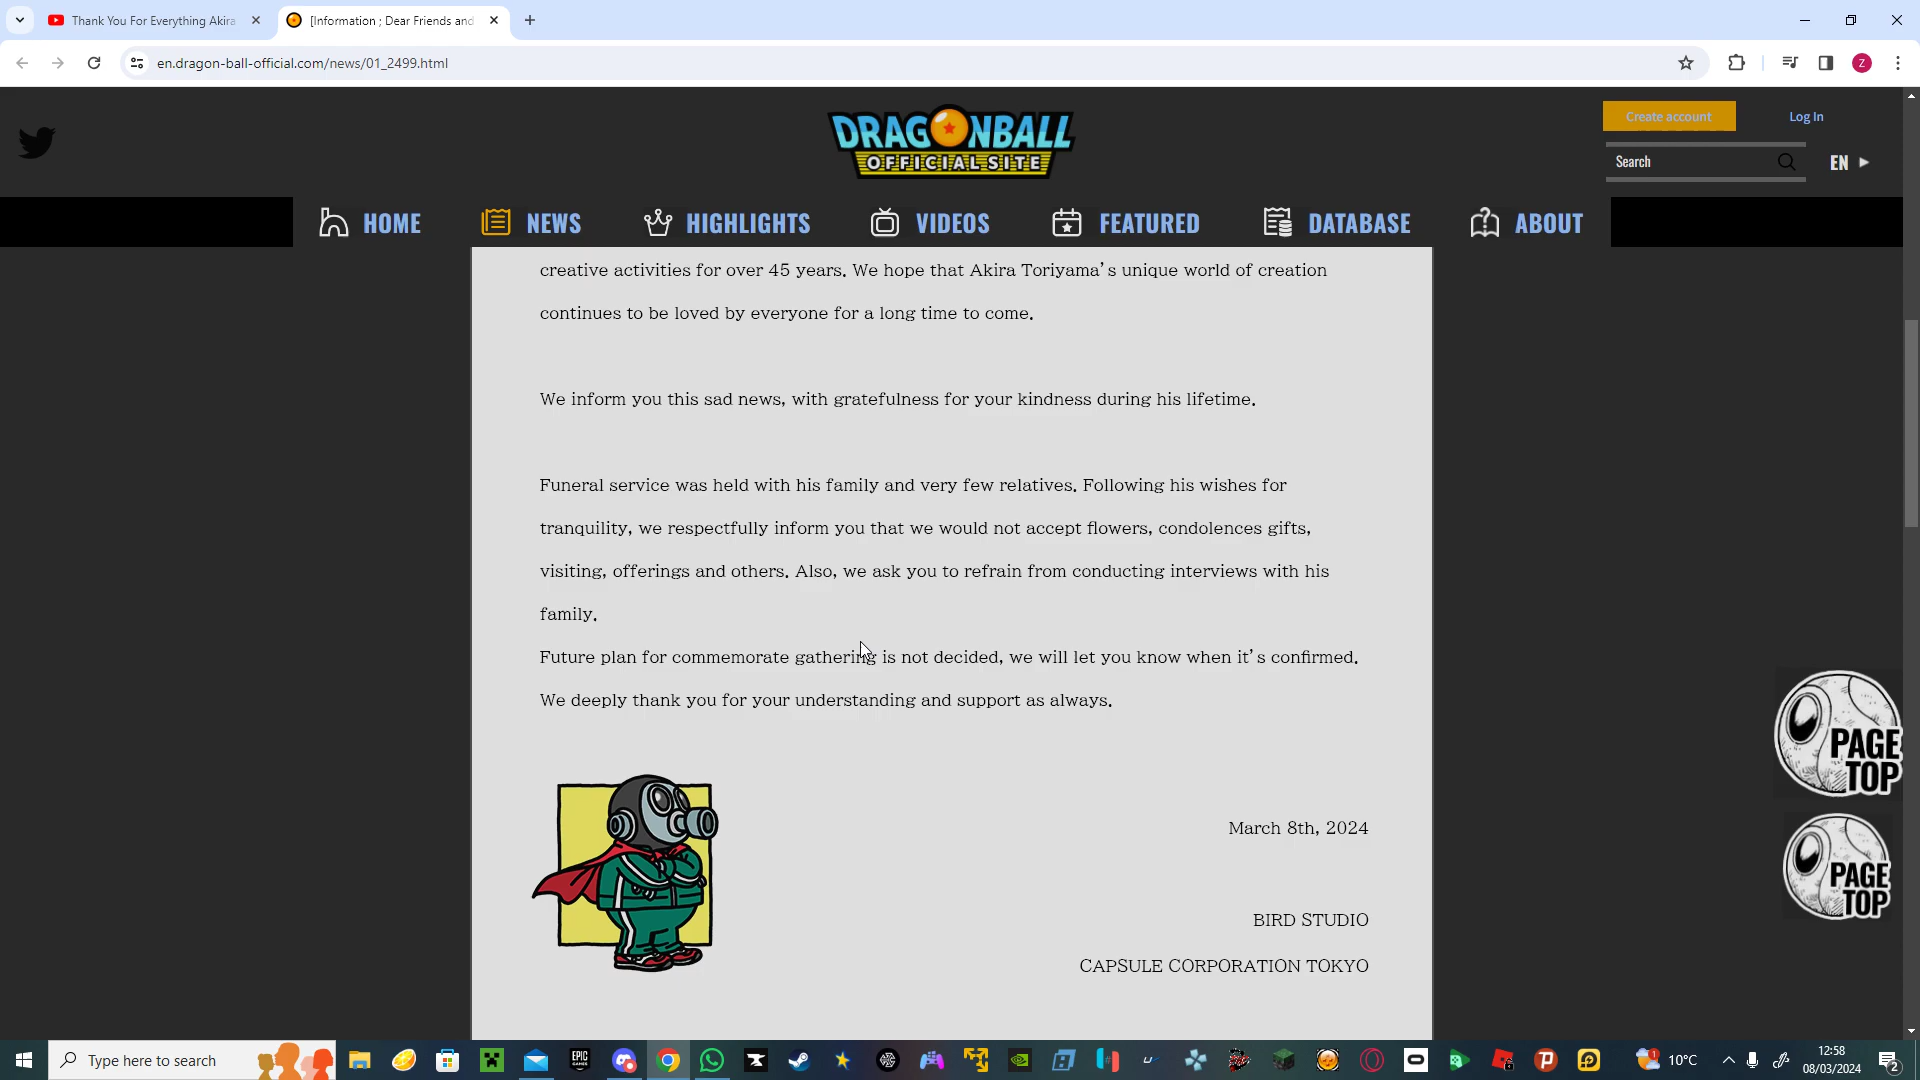 Thank You For Everything Akira
[Information ; Dear Friends and
en.dragon-ball-official.com/news/01_2499.html
Z
DRAGONBALL
OFFICIAL SITE
Create account
Log In
Search
EN
HOME
NEWS
HIGHLIGHTS
VIDEOS
FEATURED
DATABASE
ABOUT
creative activities for over 45 years. We hope that Akira Toriyama's unique world of creation
continues to be loved by everyone for a long time to come.
We inform you this sad news, with gratefulness for your kindness during his lifetime.
Funeral service was held with his family and very few relatives. Following his wishes for
tranquility, we respectfully inform you that we would not accept flowers, condolences gifts,
visiting, offerings and others. Also, we ask you to refrain from conducting interviews with his
family.
Future plan for commemorate gathering is not decided, we will let you know when it's confirmed.
We deeply thank you for your understanding and support as always.
March 8th, 2024
BIRD STUDIO
CAPSULE CORPORATION TOKYO
PAGE
TOP
PAGE
TOP
Type here to search
EPIC
GAMES
1
10°C
12:58
08/03/2024
2